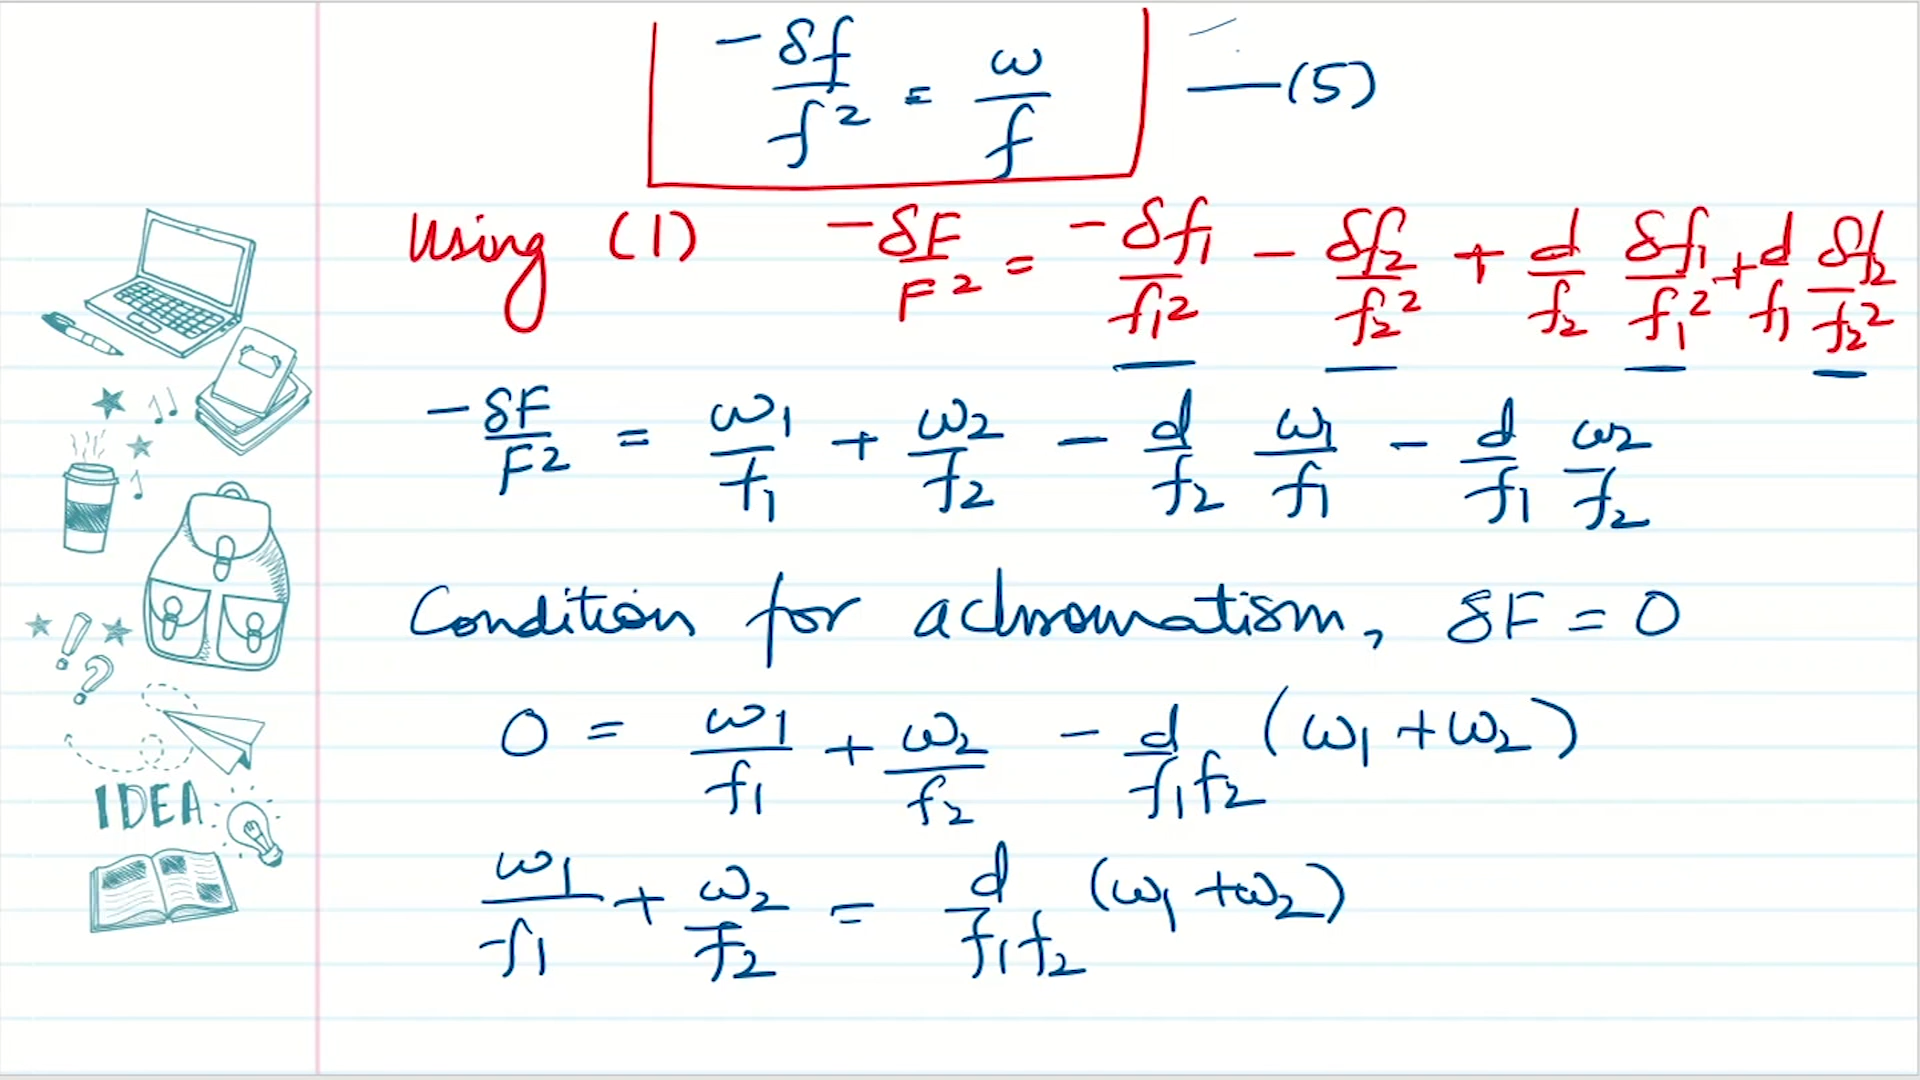 -δf/f² = ω/f —(5)
Using (1) -δF/F² = -δf₁/f₁² - δf₂/f₂² + d/f₂ δf₁/f₁² + d/f₁ δf₂/f₂²
-δF/F² = ω₁/f₁ + ω₂/f₂ - d/f₂ ω₁/f₁ - d/f₁ ω₂/f₂
Condition for achromatism, δF = 0
0 = ω₁/f₁ + ω₂/f₂ - d/f₁f₂ (ω₁ + ω₂)
ω₁/f₁ + ω₂/f₂ = d/f₁f₂ (ω₁ + ω₂)
! ?
IDEA